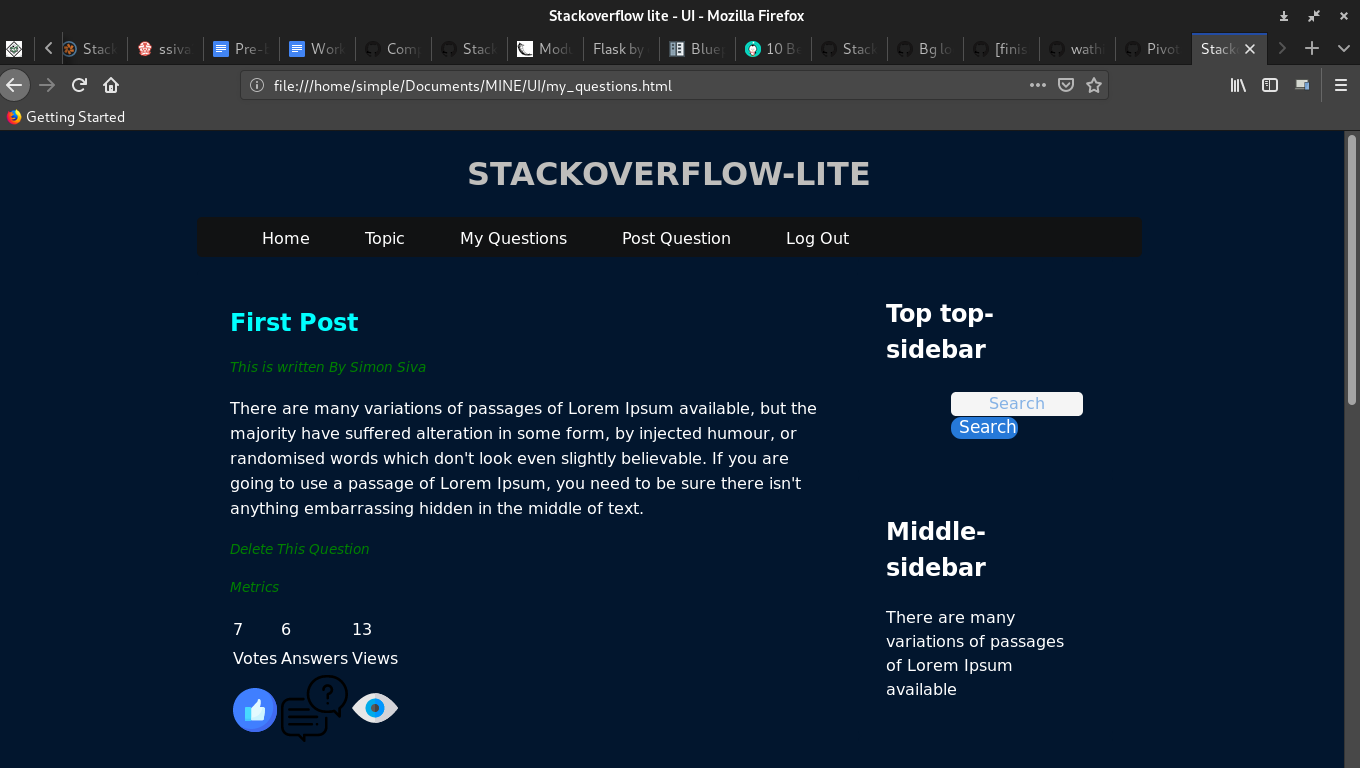 Stackoverflow lite - UI - Mozilla Firefox
Stack
ssiva
Pre-
Work
Comp
Stack
Modu
Flask by
Bluep
10 Be
Stack
Bg lo
[finis
wathi
Pivot
Stack
file:///home/simple/Documents/MINE/UI/my_questions.html
Getting Started
STACKOVERFLOW-LITE
Home Topic My Questions Post Question Log Out
First Post
This is written By Simon Siva
There are many variations of passages of Lorem Ipsum available, but the
majority have suffered alteration in some form, by injected humour, or
randomised words which don't look even slightly believable. If you are
going to use a passage of Lorem Ipsum, you need to be sure there isn't
anything embarrassing hidden in the middle of text.
Delete This Question
Metrics
7 6 13
Votes Answers Views
Top top-
sidebar
Search
Search
Middle-
sidebar
There are many
variations of passages
of Lorem Ipsum
available